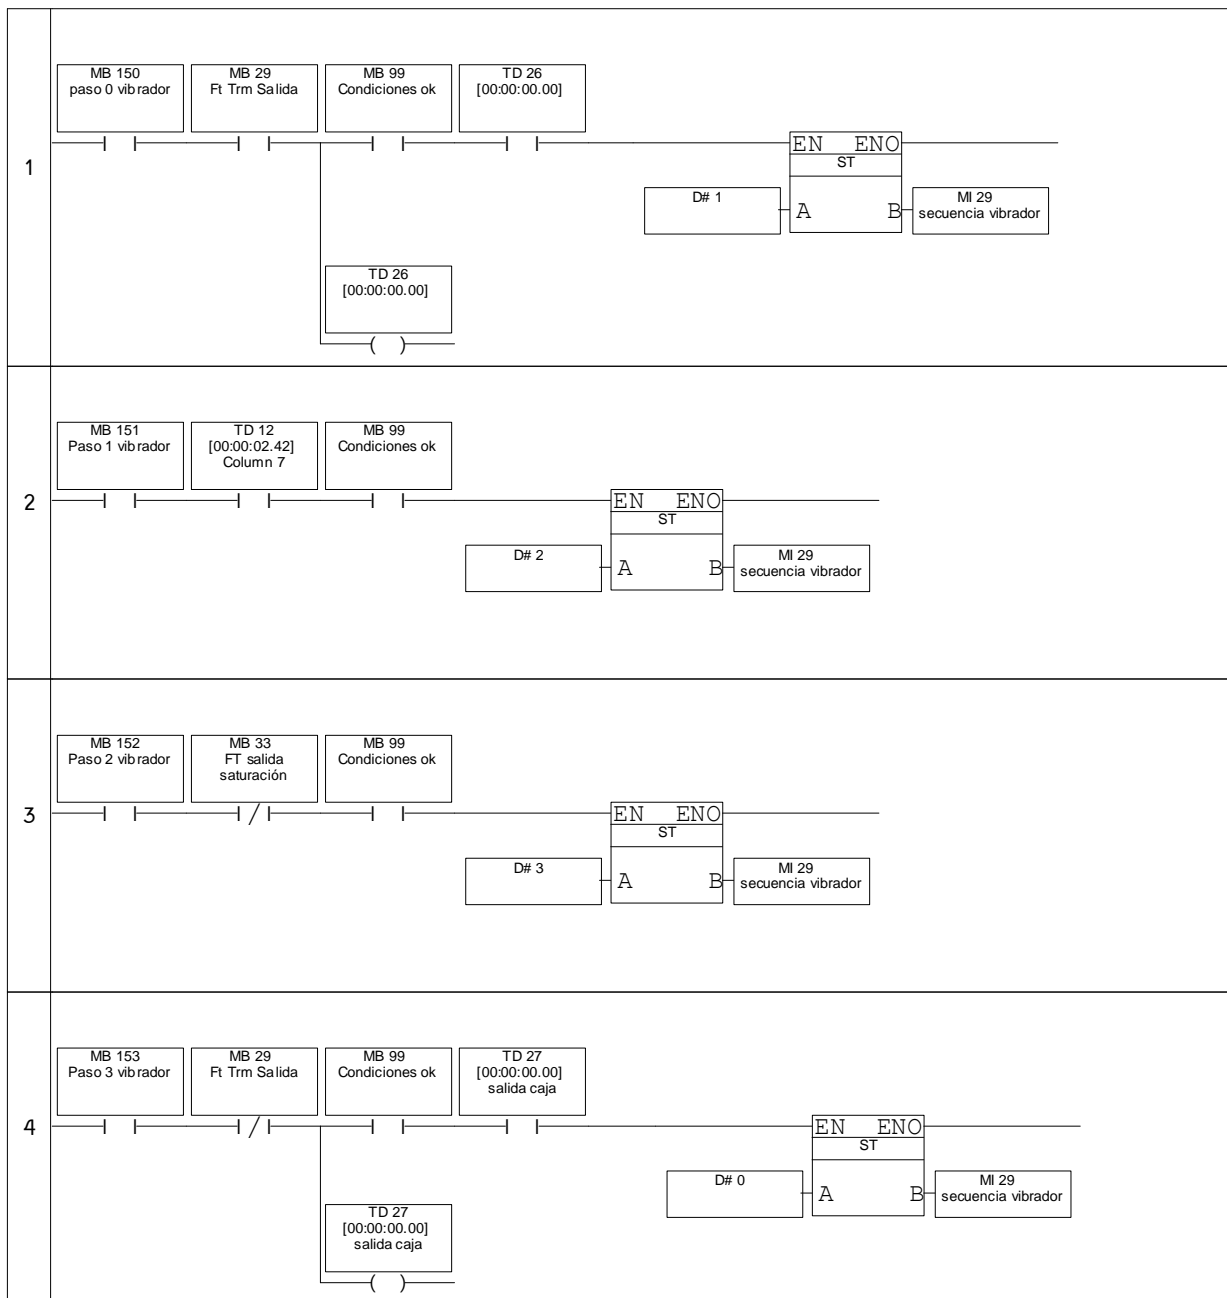 1
MB 150
paso 0 vibrador
MB 29
Ft Trm Salida
MB 99
Condiciones ok
TD 26
[00:00:00.00]
EN ENO
ST
D# 1
A B
MI 29
secuencia vibrador
TD 26
[00:00:00.00]
2
MB 151
Paso 1 vibrador
TD 12
[00:00:02.42]
Column 7
MB 99
Condiciones ok
EN ENO
ST
D# 2
A B
MI 29
secuencia vibrador
3
MB 152
Paso 2 vibrador
MB 33
FT salida
saturación
MB 99
Condiciones ok
EN ENO
ST
D# 3
A B
MI 29
secuencia vibrador
4
MB 153
Paso 3 vibrador
MB 29
Ft Trm Salida
MB 99
Condiciones ok
TD 27
[00:00:00.00]
salida caja
EN ENO
ST
D# 0
A B
MI 29
secuencia vibrador
TD 27
[00:00:00.00]
salida caja